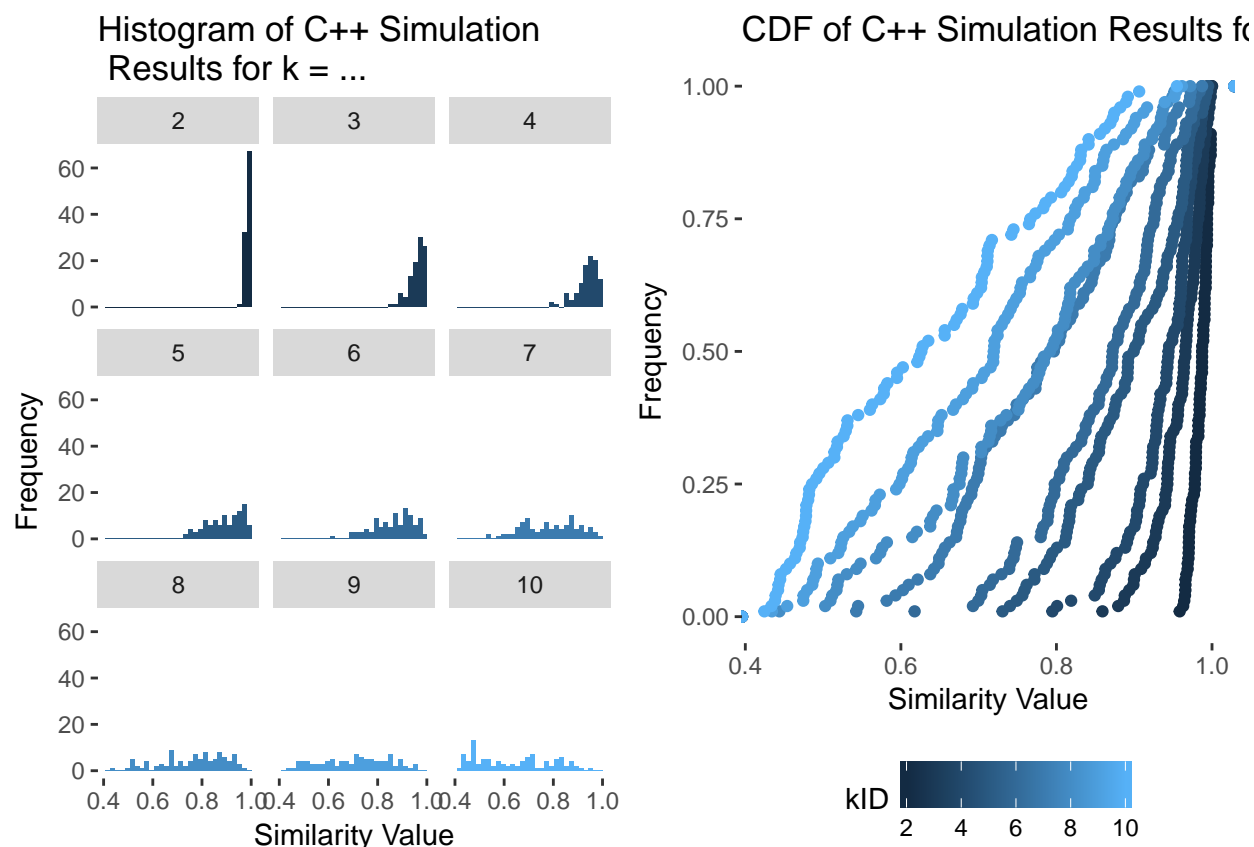 Histogram of C++ Simulation
Results for k = ...
2 3 4
60
40
20
0
5 6 7
60
40
20
0
8 9 10
60
40
20
0
0.4 0.6 0.8 1.0 0.4 0.6 0.8 1.0 0.4 0.6 0.8 1.0
Frequency
Similarity Value
CDF of C++ Simulation Results fo
1.00
0.75
0.50
0.25
0.00
Frequency
0.4 0.6 0.8 1.0
Similarity Value
kID
2 4 6 8 10